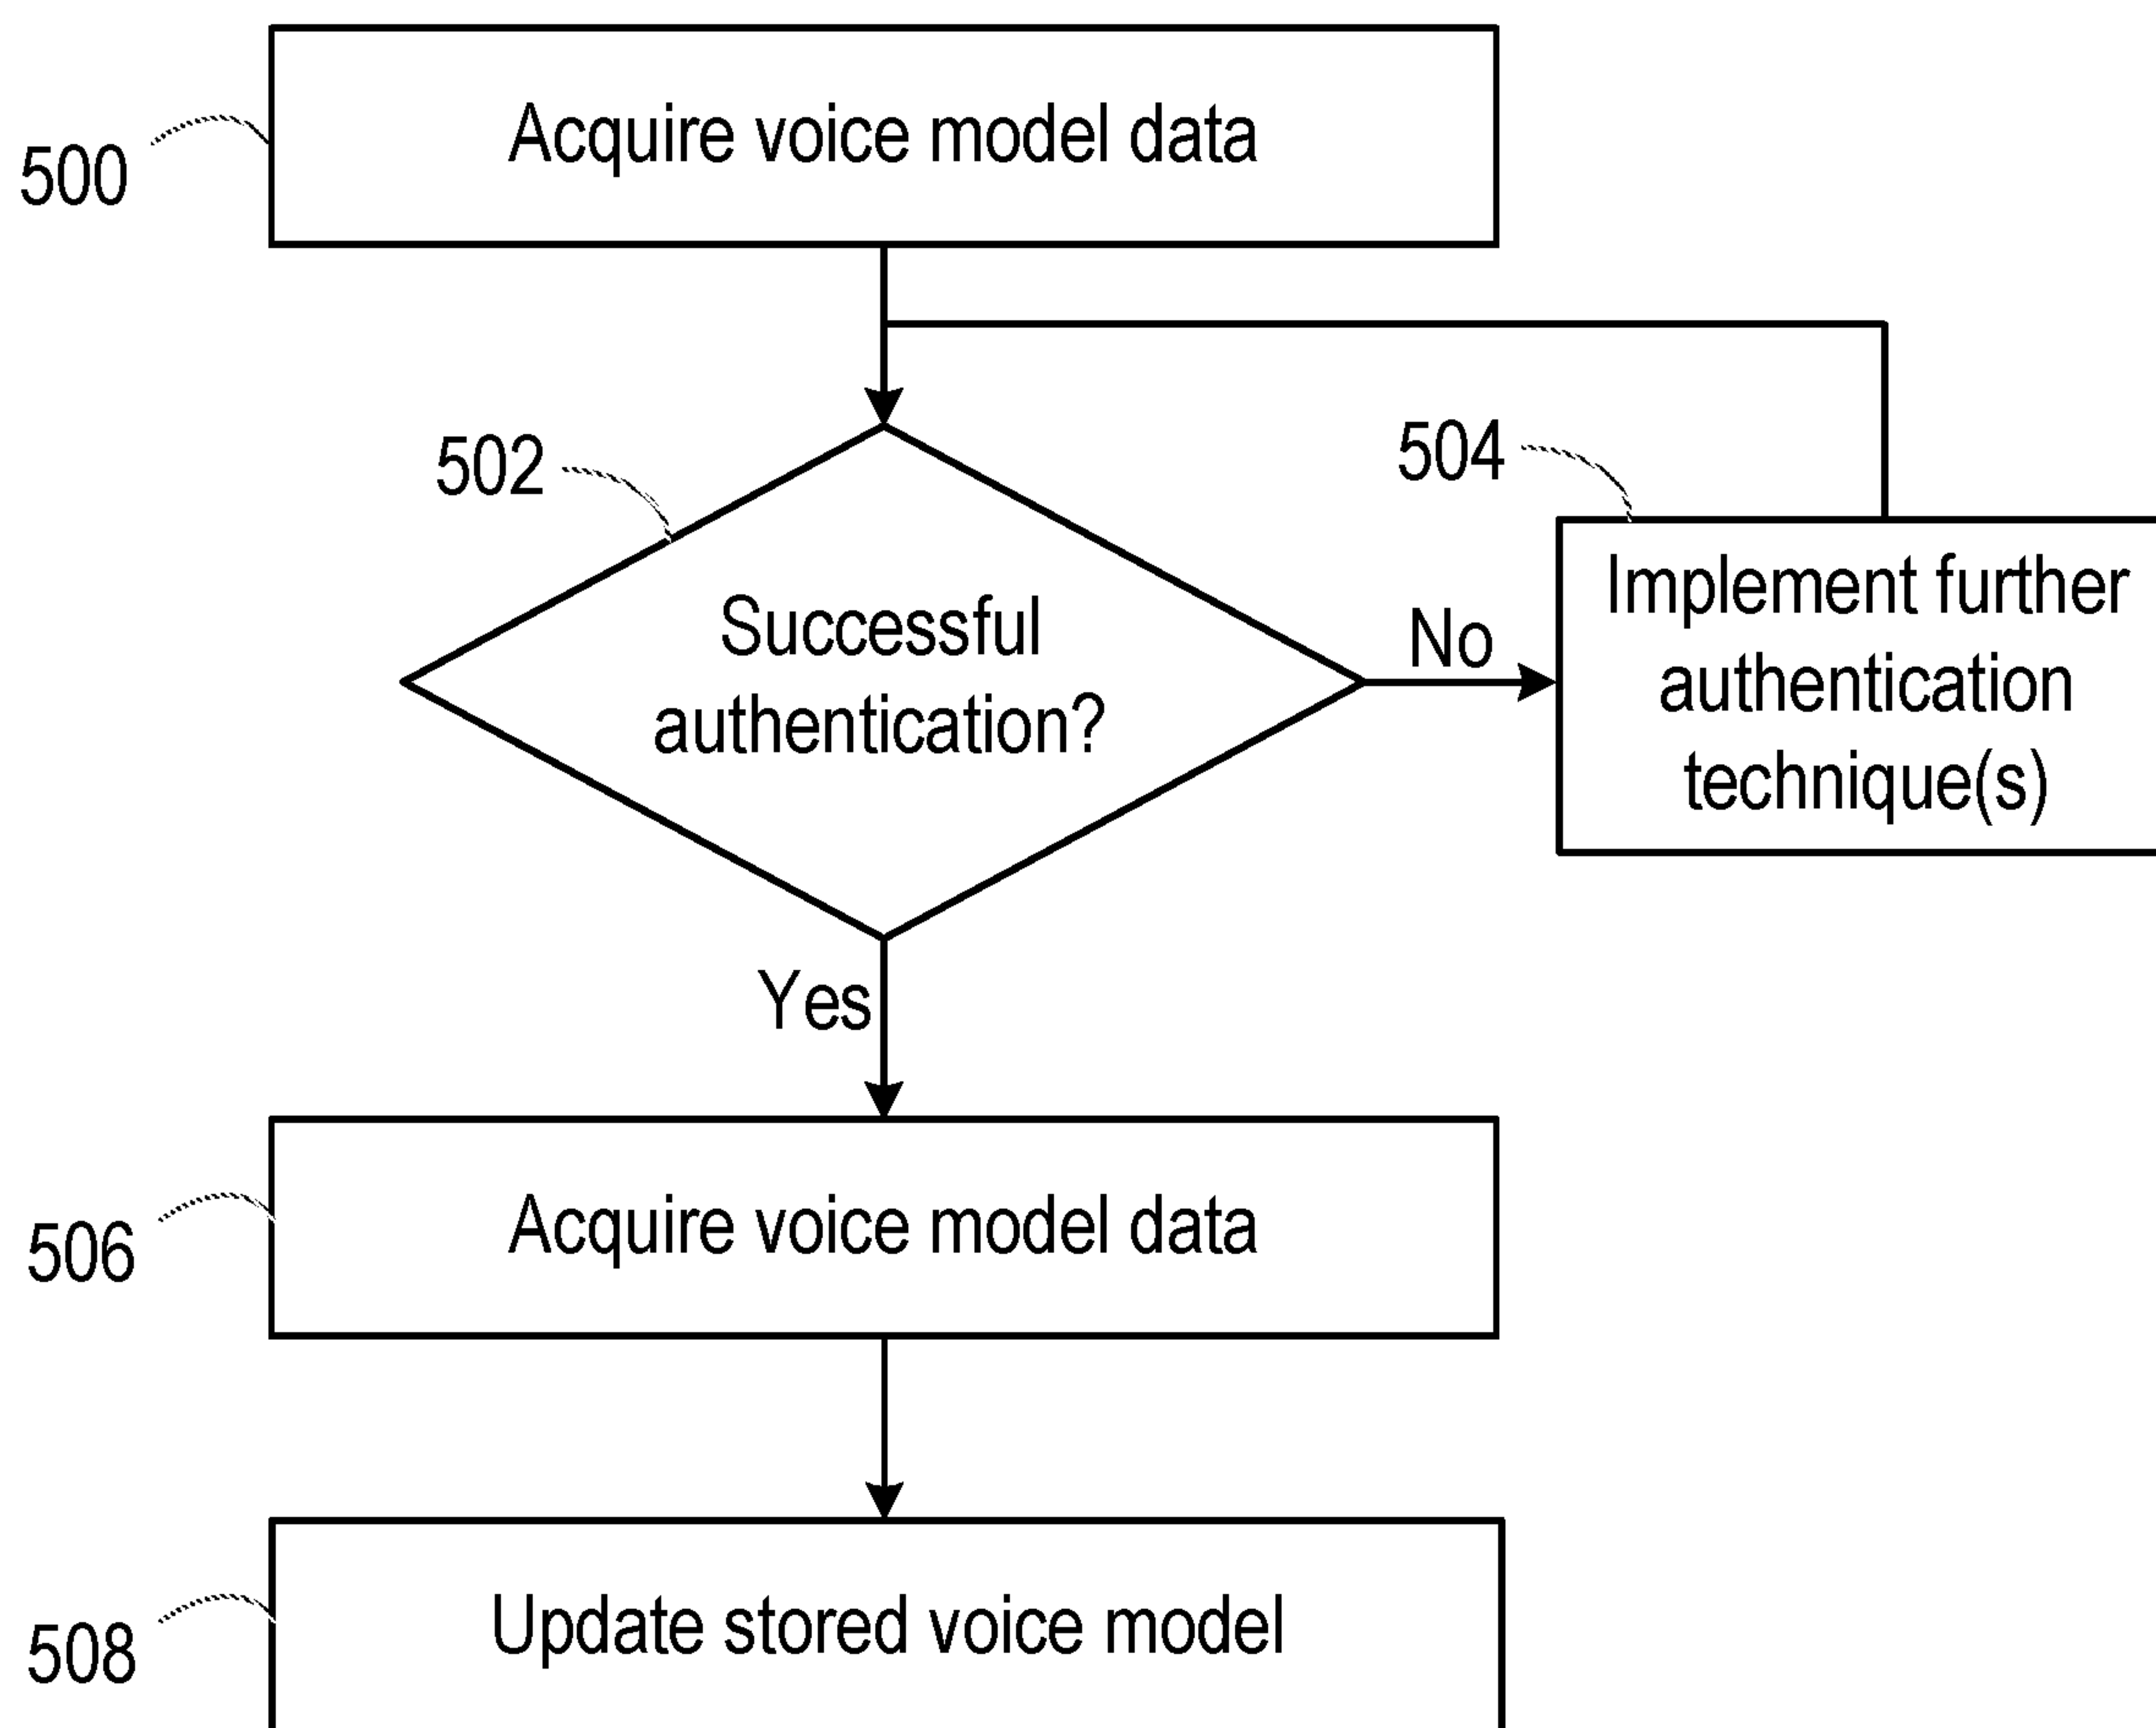 Acquire voice model data
500
502
504
Successful
authentication?
No
Implement further
authentication
technique(s)
Yes
Acquire voice model data
506
Update stored voice model
508